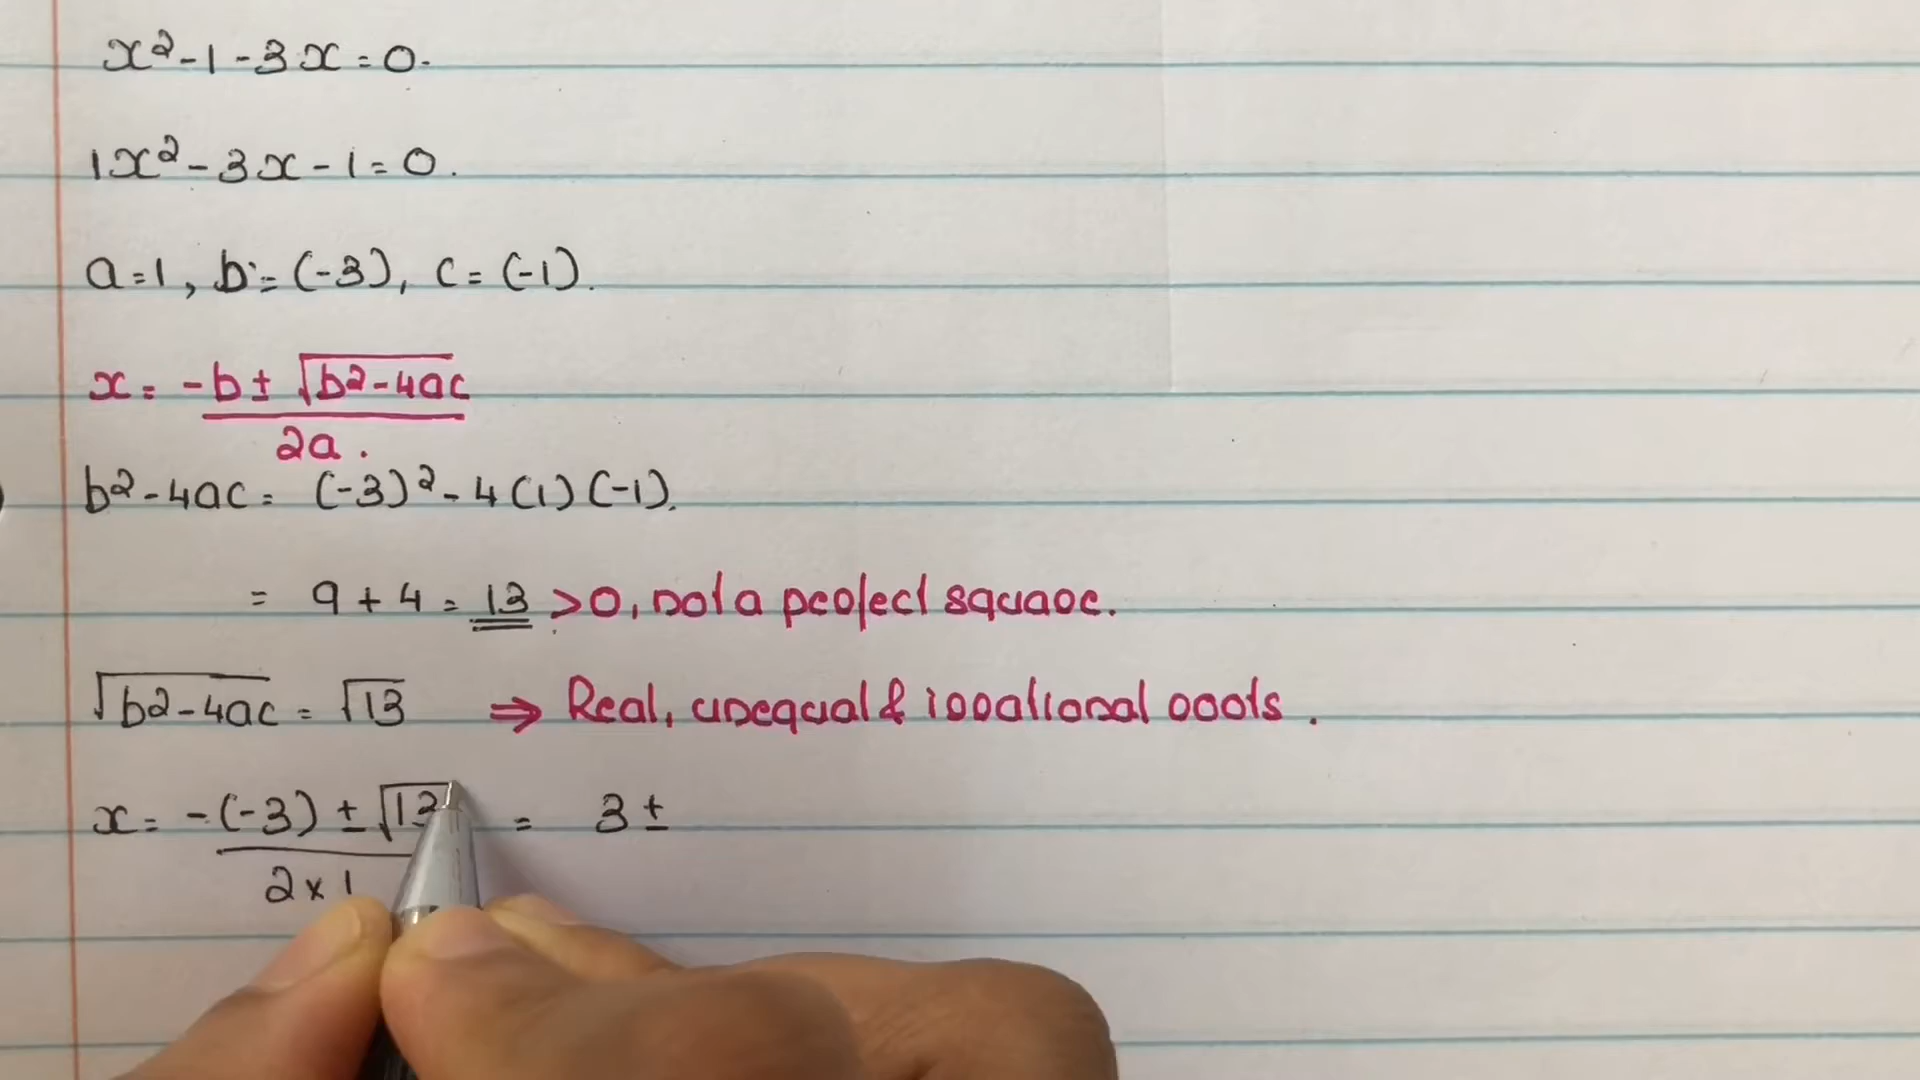 x² - 1 - 3x = 0.
1x² - 3x - 1 = 0.
a = 1, b = (-3), c = (-1).
x = -b ± √b² - 4ac
2a.
b² - 4ac = (-3)² - 4(1)(-1).
= 9 + 4 = 13 > 0, not a perfect square.
√b² - 4ac = √13 ⇒ Real, unequal & irrational roots.
x = -(-3) ± √13 = 3 ±
2 × 1